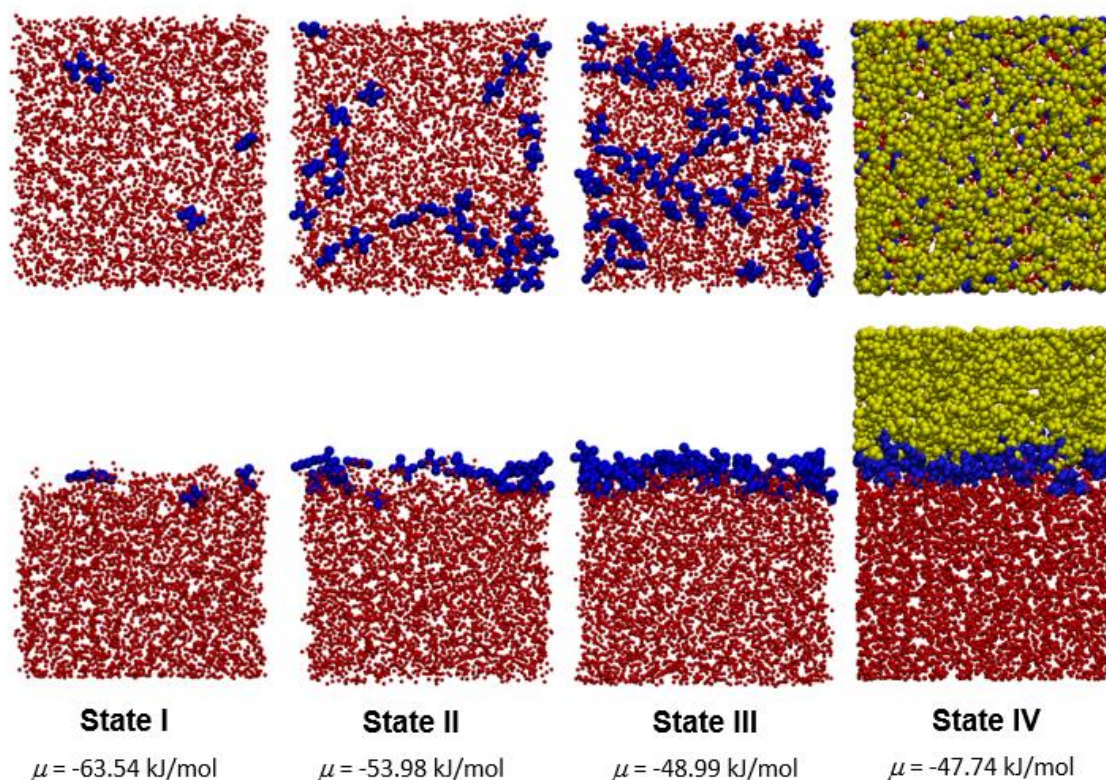 State I State II State III State IV
μ = -63.54 kJ/mol μ = -53.98 kJ/mol μ = -48.99 kJ/mol μ = -47.74 kJ/mol